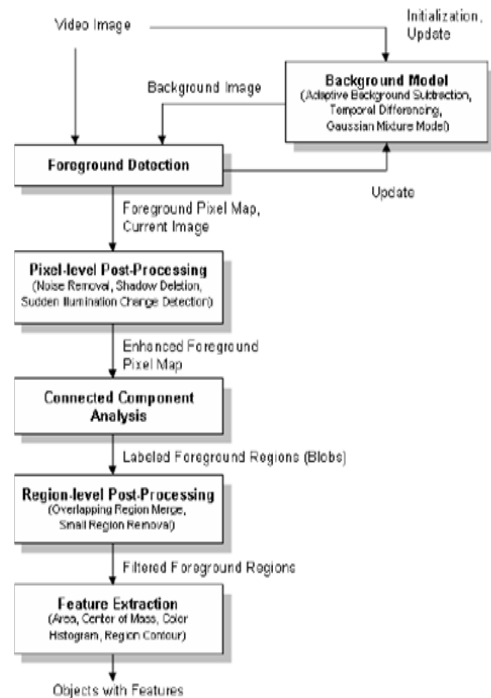 Video Image
Initialization,
Update
Background Image
Background Model
(Adaptive Background Subtraction,
Temporal Differencing,
Gaussian Mixture Model)
Foreground Detection
Update
Foreground Pixel Map,
Current Image
Pixel-level Post-Processing
(Noise Removal, Shadow Deletion,
Sudden Illumination Change Detection)
Enhanced Foreground
Pixel Map
Connected Component
Analysis
Labeled Foreground Regions (Blobs)
Region-level Post-Processing
(Overlapping Region Merge,
Small Region Removal)
Filtered Foreground Regions
Feature Extraction
(Area, Center of Mass, Color
Histogram, Region Contour)
Objects with Features